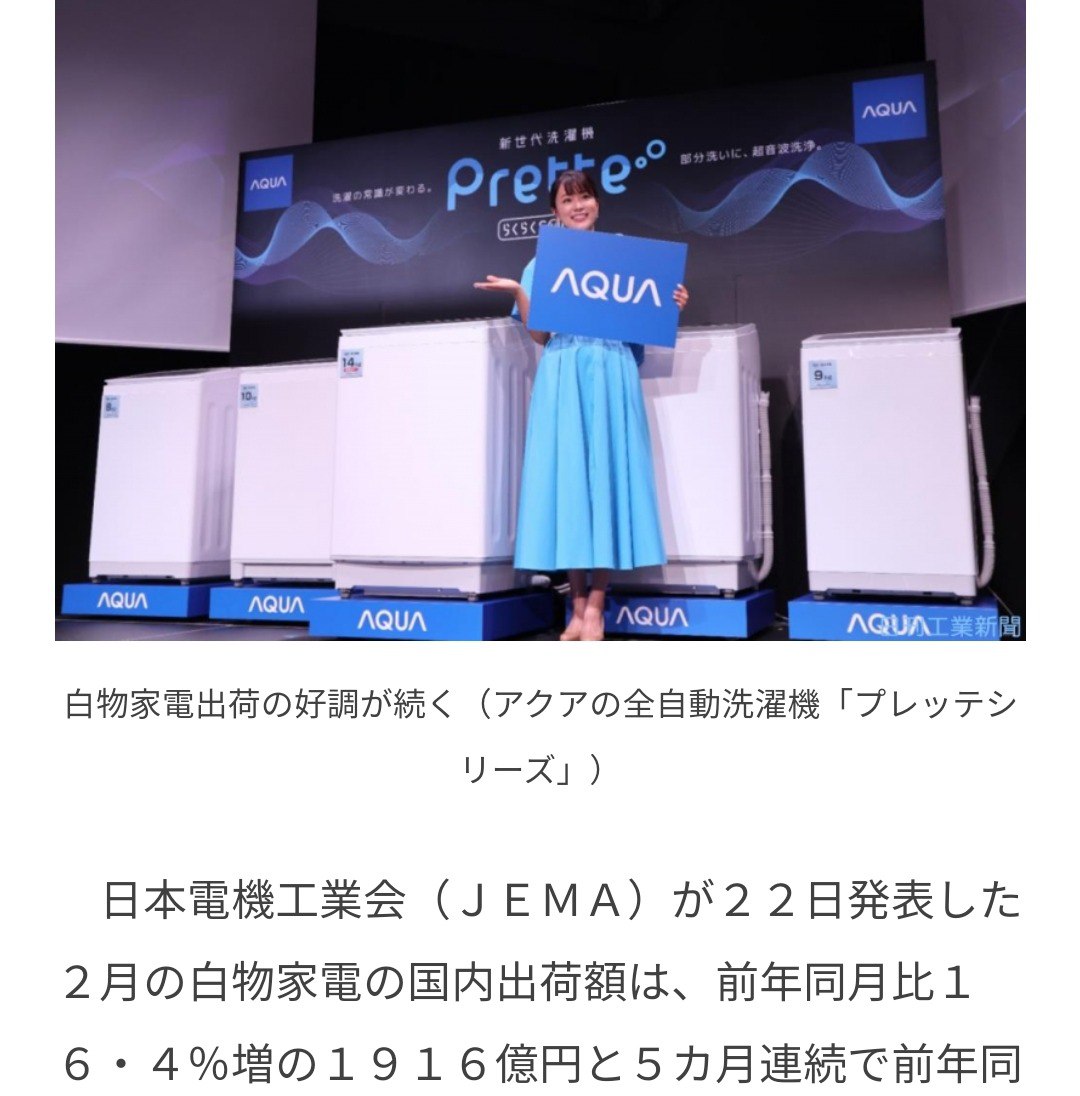 新世代洗濯機
AQUA
AQUA
洗濯の常識が変わる。
Prette
部分洗いに、超音波洗浄。
らくらく
AQUA
14
8kg
10kg
9kg
AQUA
AQUA
AQUA
AQUA
AQUA
工業新聞
白物家電出荷の好調が続く（アクアの全自動洗濯機「プレッテシ
リーズ」）
　日本電機工業会（ＪＥＭＡ）が２２日発表した
２月の白物家電の国内出荷額は、前年同月比１
６・４％増の１９１６億円と５カ月連続で前年同